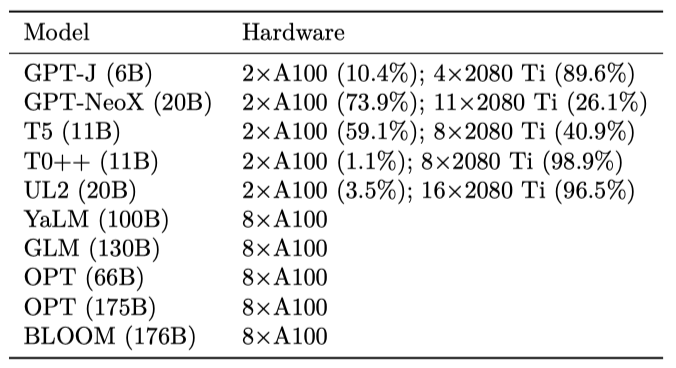 Model Hardware
GPT-J (6B) 2×A100 (10.4%); 4×2080 Ti (89.6%)
GPT-NeoX (20B) 2×A100 (73.9%); 11×2080 Ti (26.1%)
T5 (11B) 2×A100 (59.1%); 8×2080 Ti (40.9%)
T0++ (11B) 2×A100 (1.1%); 8×2080 Ti (98.9%)
UL2 (20B) 2×A100 (3.5%); 16×2080 Ti (96.5%)
YaLM (100B) 8×A100
GLM (130B) 8×A100
OPT (66B) 8×A100
OPT (175B) 8×A100
BLOOM (176B) 8×A100